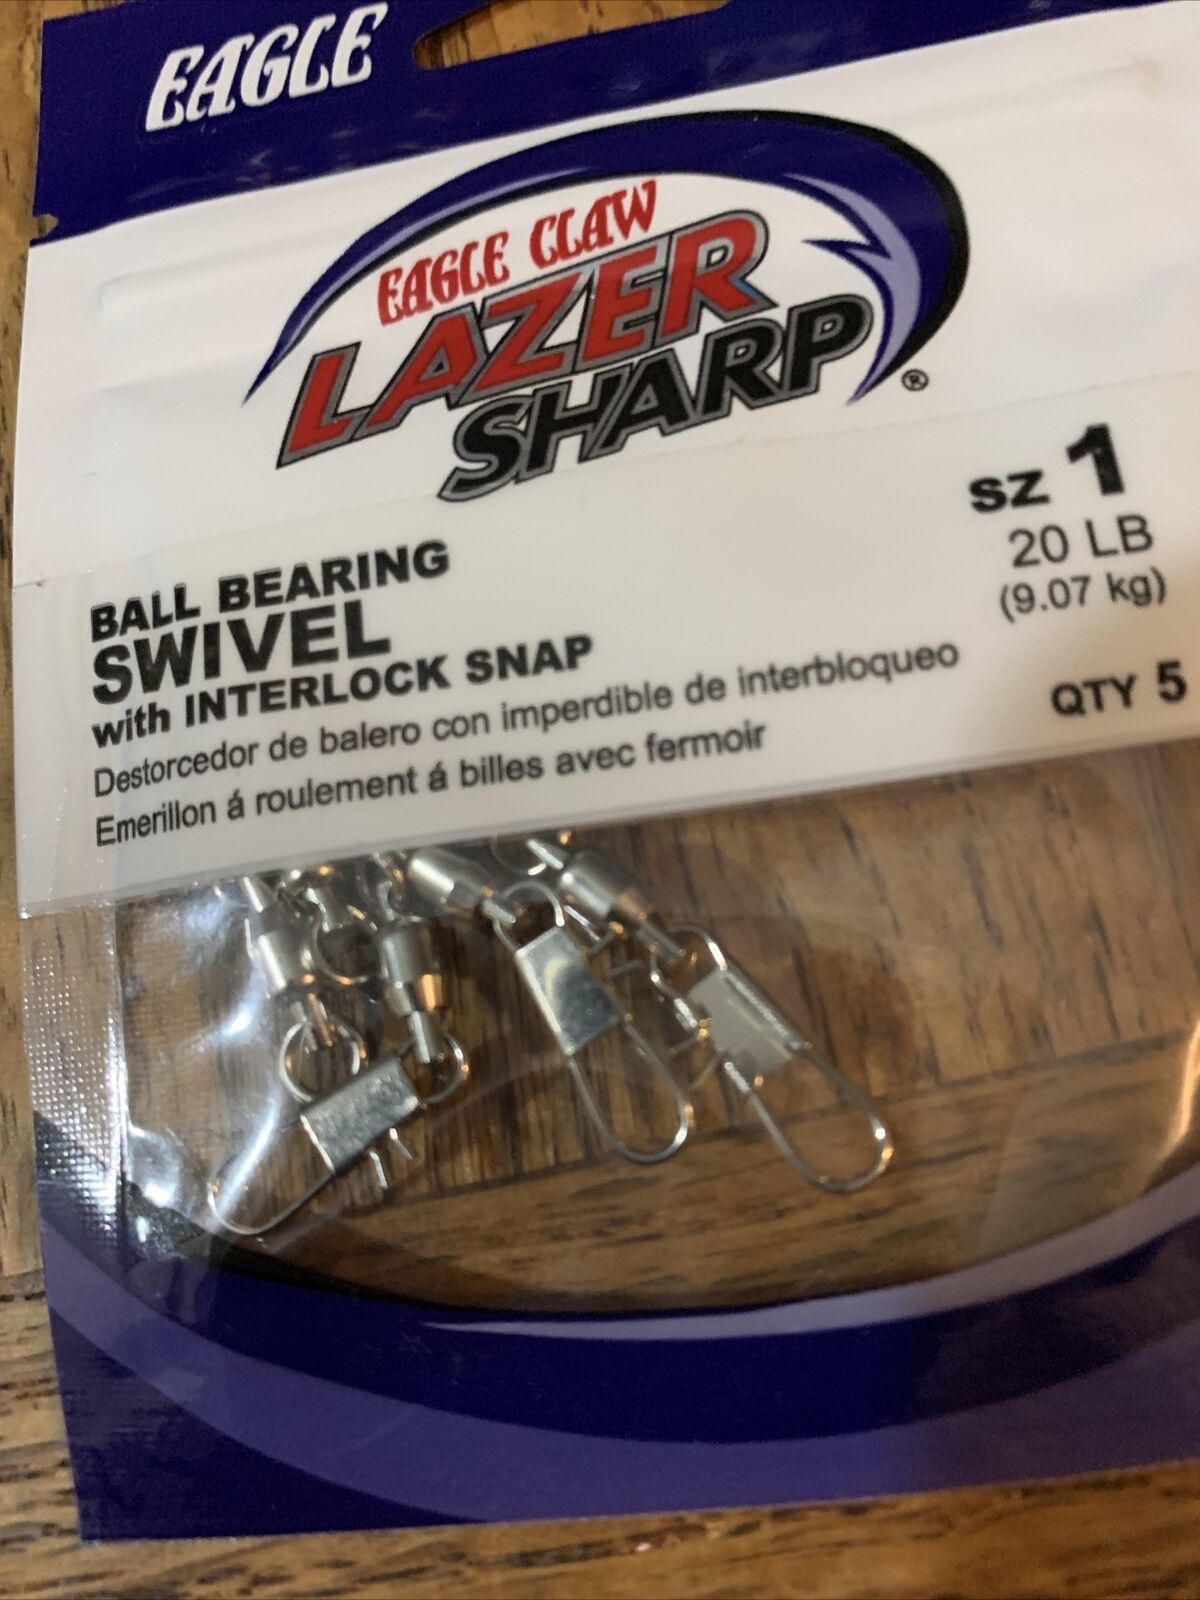 EAGLE
EAGLE CLAW
LAZER
SHARP®
SZ 1
20 LB
(9.07 kg)
QTY 5
BALL BEARING
SWIVEL
with INTERLOCK SNAP
Destorcedor de balero con imperdible de interbloqueo
Emerillon á roulement á billes avec fermoir